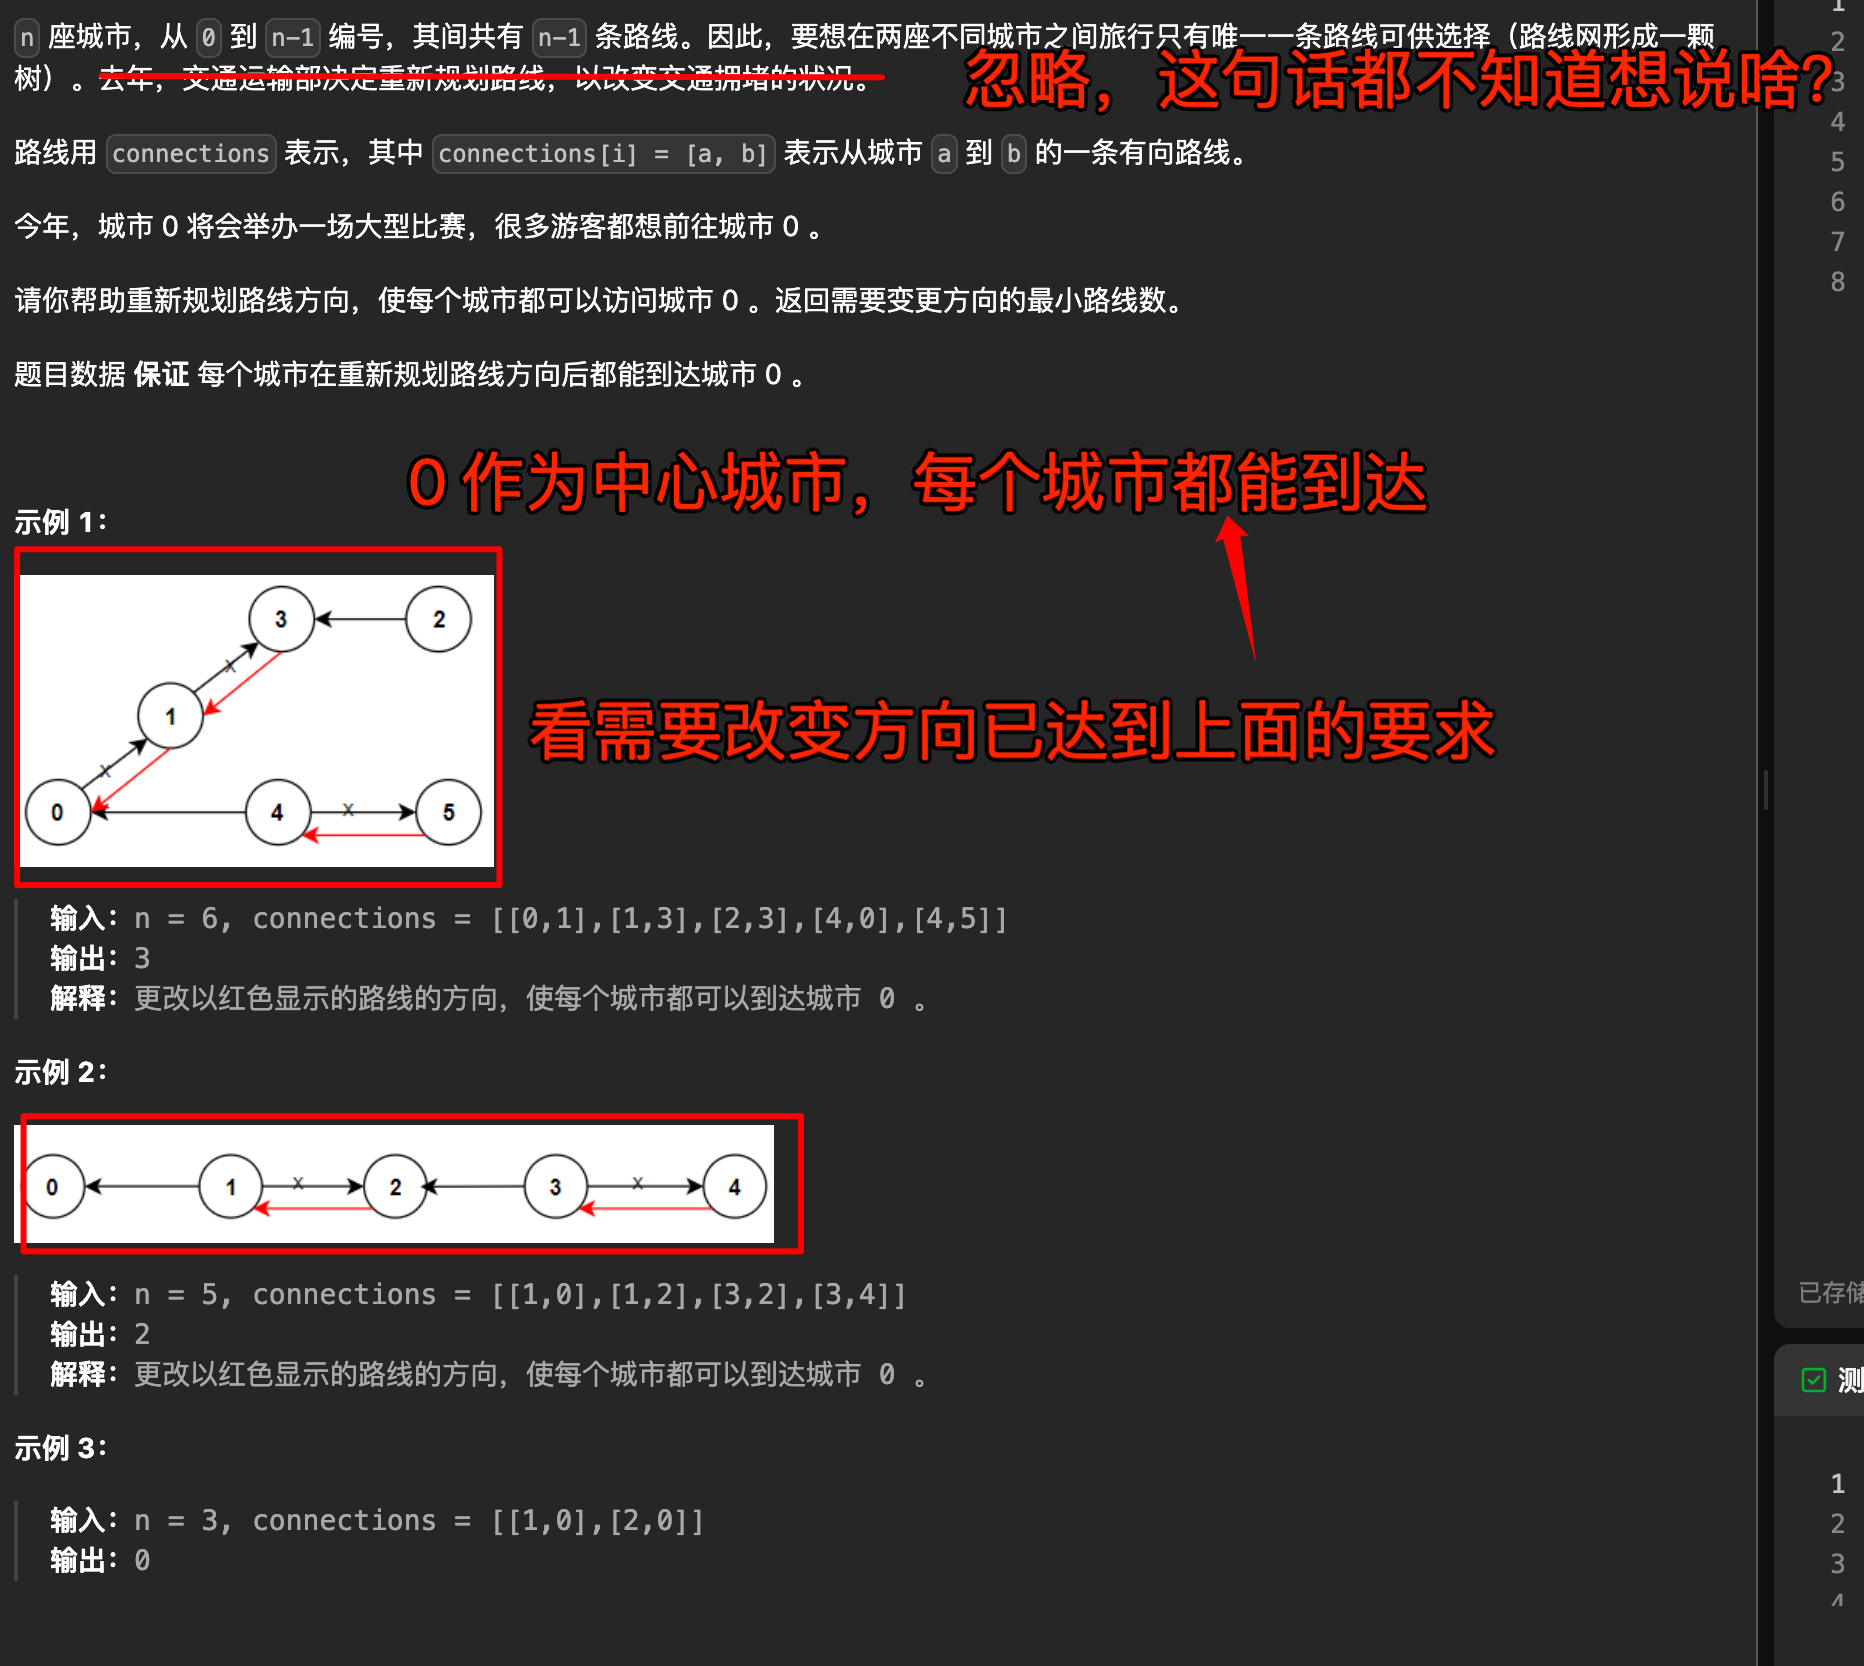 n 座城市，从 0 到 n-1 编号，其间共有 n-1 条路线。因此，要想在两座不同城市之间旅行只有唯一一条路线可供选择（路线网形成一颗
树）。去年，交通运输部决定重新规划路线，以改变交通拥堵的状况。
忽略，这句话都不知道想说啥？
路线用 connections 表示，其中 connections[i] = [a, b] 表示从城市 a 到 b 的一条有向路线。
今年，城市 0 将会举办一场大型比赛，很多游客都想前往城市 0 。
请你帮助重新规划路线方向，使每个城市都可以访问城市 0 。返回需要变更方向的最小路线数。
题目数据 保证 每个城市在重新规划路线方向后都能到达城市 0 。
0 作为中心城市，每个城市都能到达
示例 1：
3 2
x
1
看需要改变方向已达到上面的要求
x
0 4 x 5
输入：n = 6, connections = [[0,1],[1,3],[2,3],[4,0],[4,5]]
输出：3
解释：更改以红色显示的路线的方向，使每个城市都可以到达城市 0 。
示例 2：
0 1 x 2 3 x 4
输入：n = 5, connections = [[1,0],[1,2],[3,2],[3,4]]
输出：2
解释：更改以红色显示的路线的方向，使每个城市都可以到达城市 0 。
示例 3：
输入：n = 3, connections = [[1,0],[2,0]]
输出：0
1
2
3
4
5
6
7
8
已存储
测
1
2
3
4